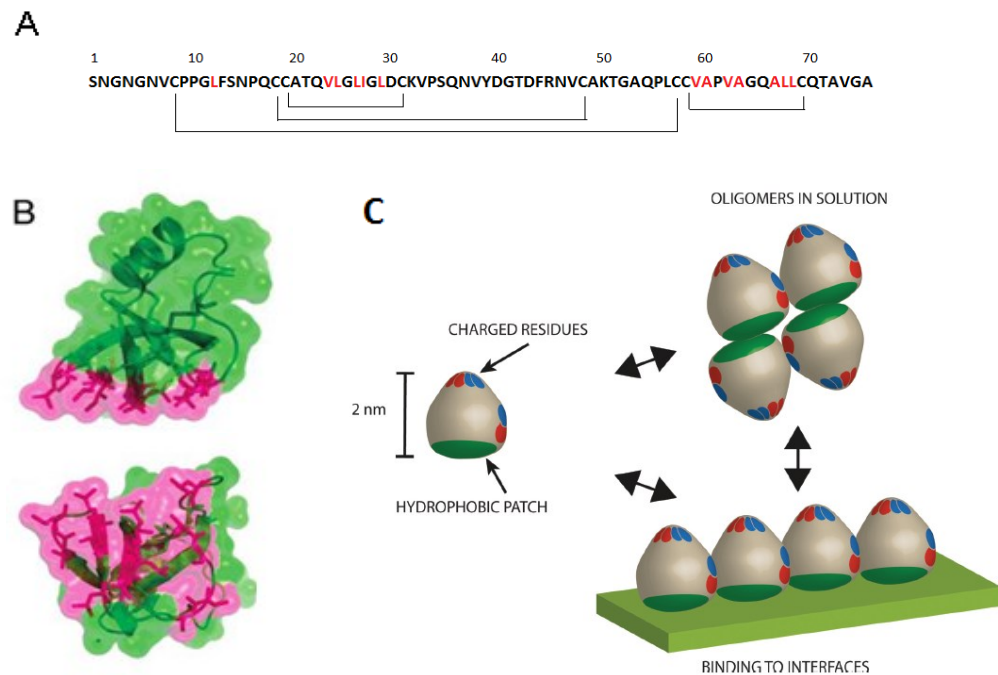 A
1 10 20 30 40 50 60 70
SNGNGNVCPPGLFSNPQCCATQVLGLIGLDCKVPSQNVYDGTDFRNVCAKTGAQPLCCVAPVAGQALLCQTAVGA
B
C
OLIGOMERS IN SOLUTION
CHARGED RESIDUES
2 nm
HYDROPHOBIC PATCH
BINDING TO INTERFACES